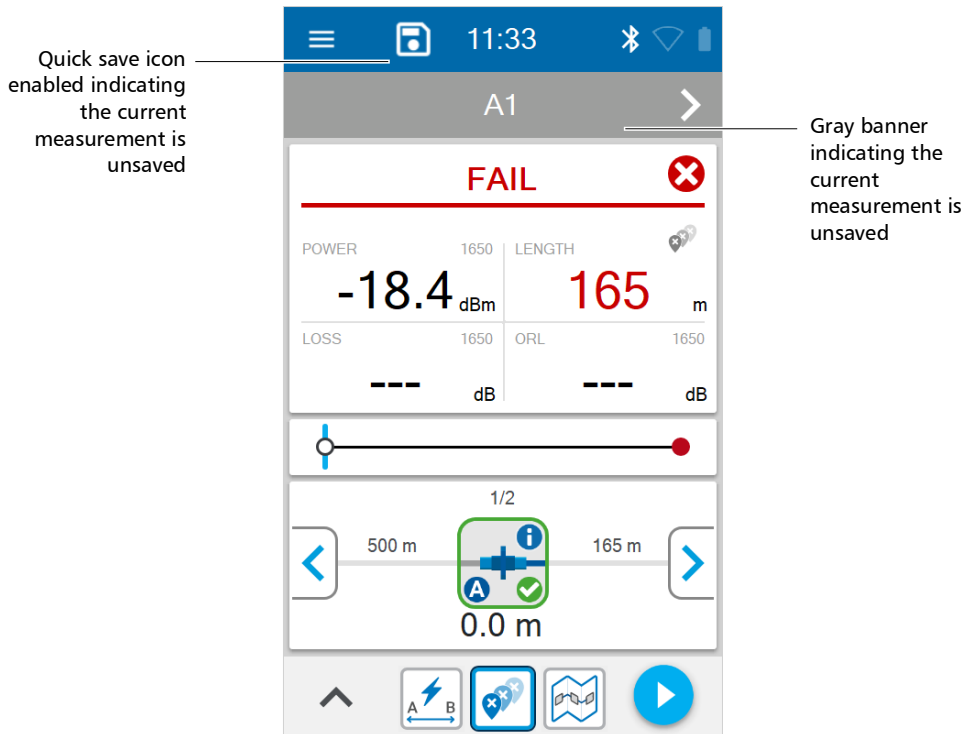 Quick save icon
enabled indicating
the current
measurement is
unsaved
11:33
A1
Gray banner
indicating the
current
measurement is
unsaved
FAIL
POWER 1650 LENGTH
-18.4 dBm 165 m
LOSS 1650 ORL 1650
--- dB --- dB
1/2
500 m 165 m
A
0.0 m
A B